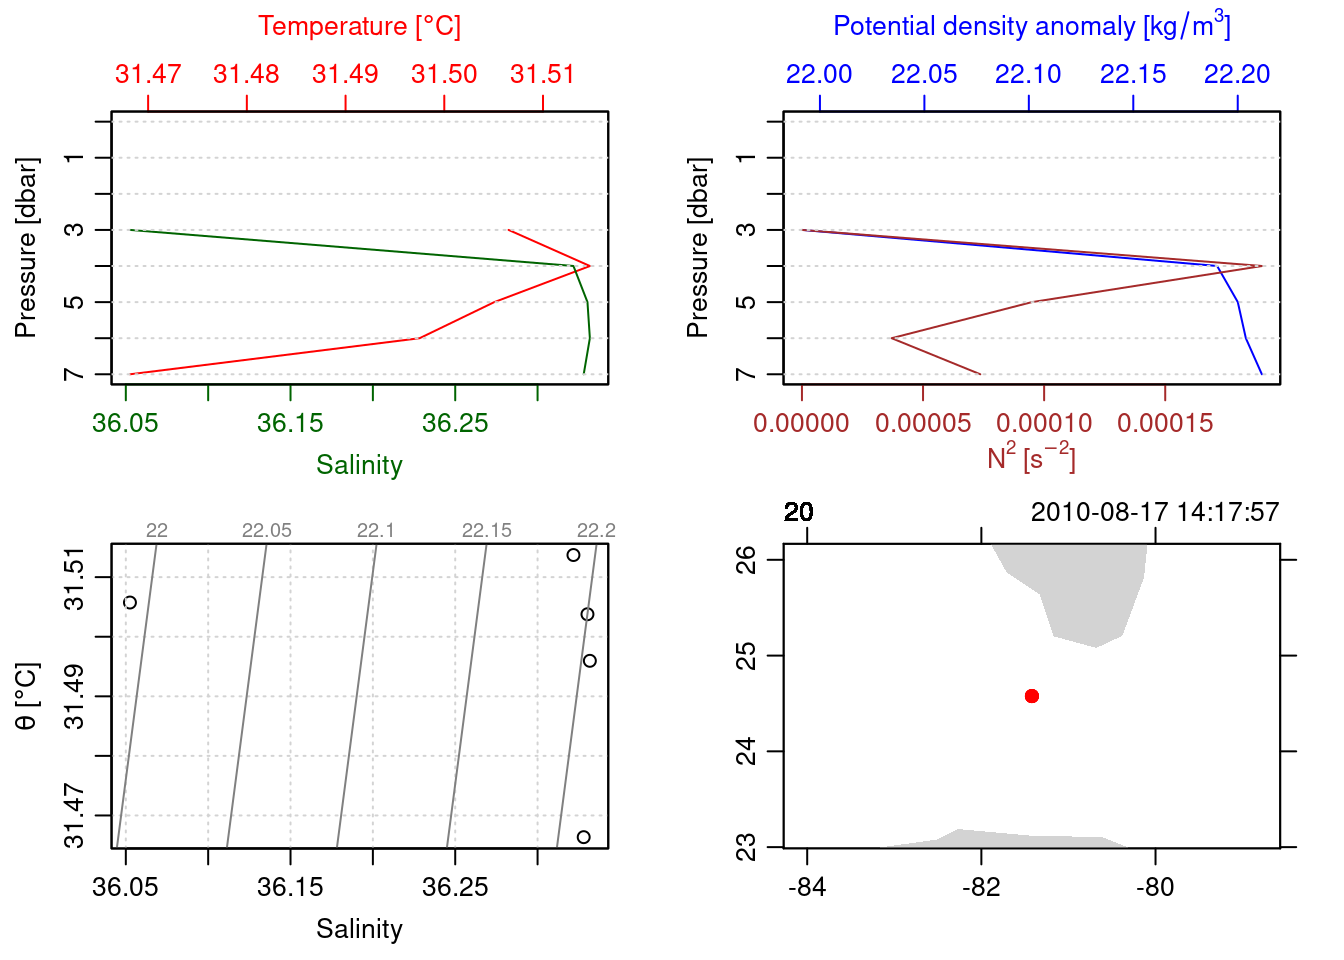 Temperature [°C]
31.47 31.48 31.49 31.50 31.51
Pressure [dbar]
1
3
5
7
36.05 36.15 36.25
Salinity
Potential density anomaly [kg/m³]
22.00 22.05 22.10 22.15 22.20
Pressure [dbar]
1
3
5
7
0.00000 0.00005 0.00010 0.00015
N² [s⁻²]
22 22.05 22.1 22.15 22.2
θ [°C]
31.51
31.49
31.47
36.05 36.15 36.25
Salinity
20 2010-08-17 14:17:57
26
25
24
23
-84 -82 -80